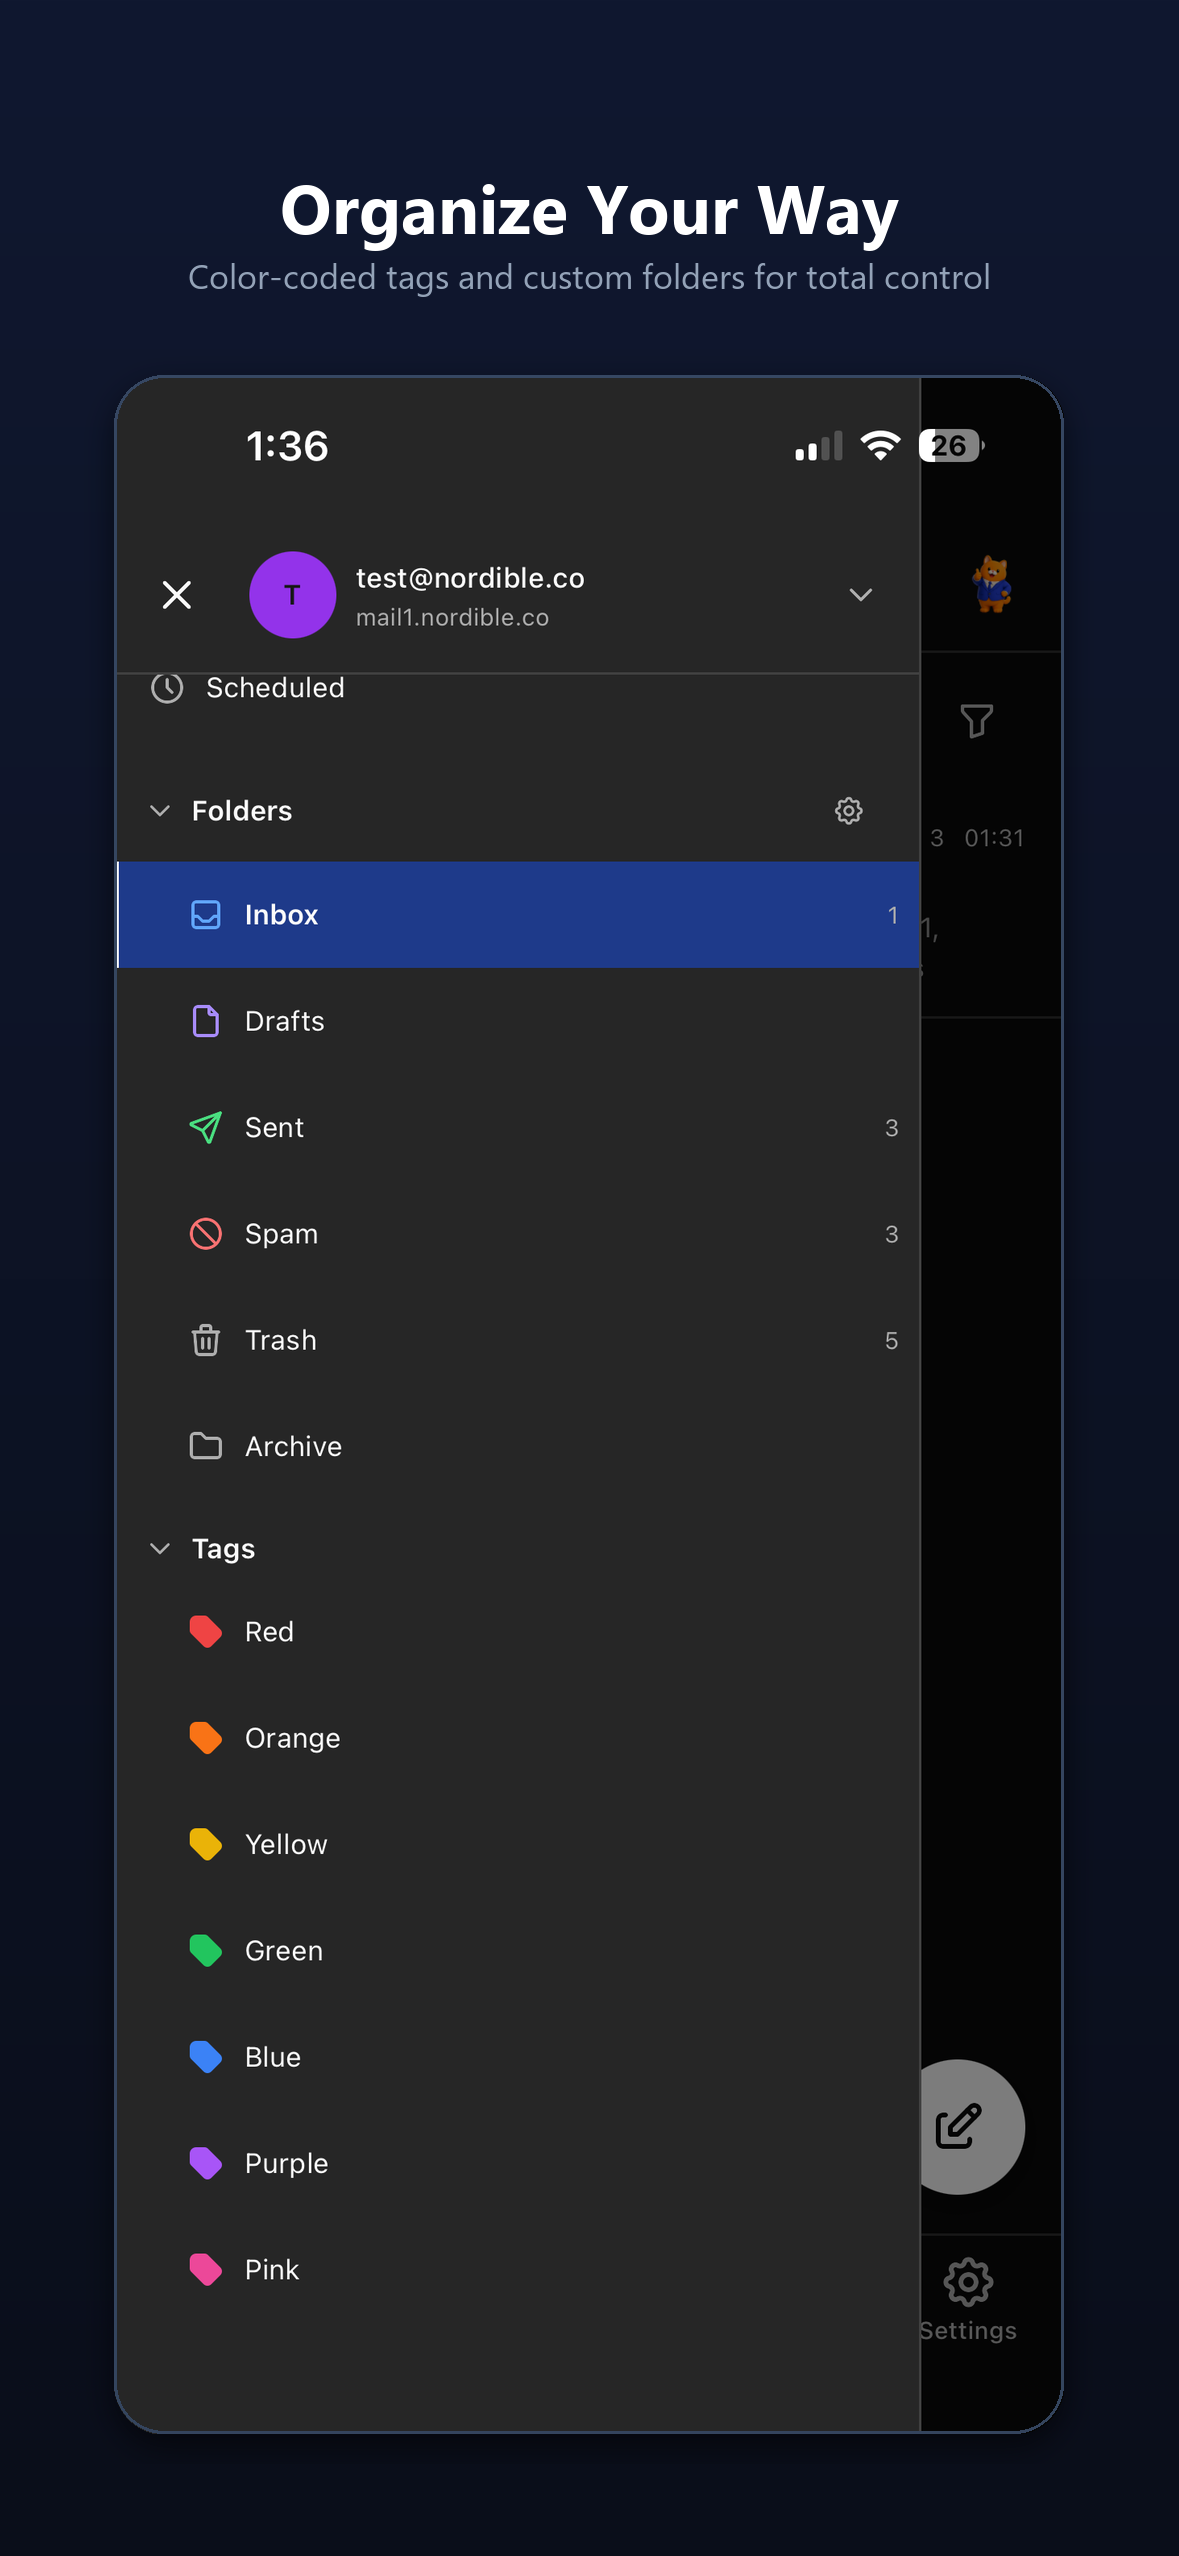 Organize Your Way
Color-coded tags and custom folders for total control
1:36
26
T
test@nordible.co
mail1.nordible.co
Scheduled
Folders
3 01:31
Inbox 1
1,
Drafts
Sent 3
Spam 3
Trash 5
Archive
Tags
Red
Orange
Yellow
Green
Blue
Purple
Pink
Settings